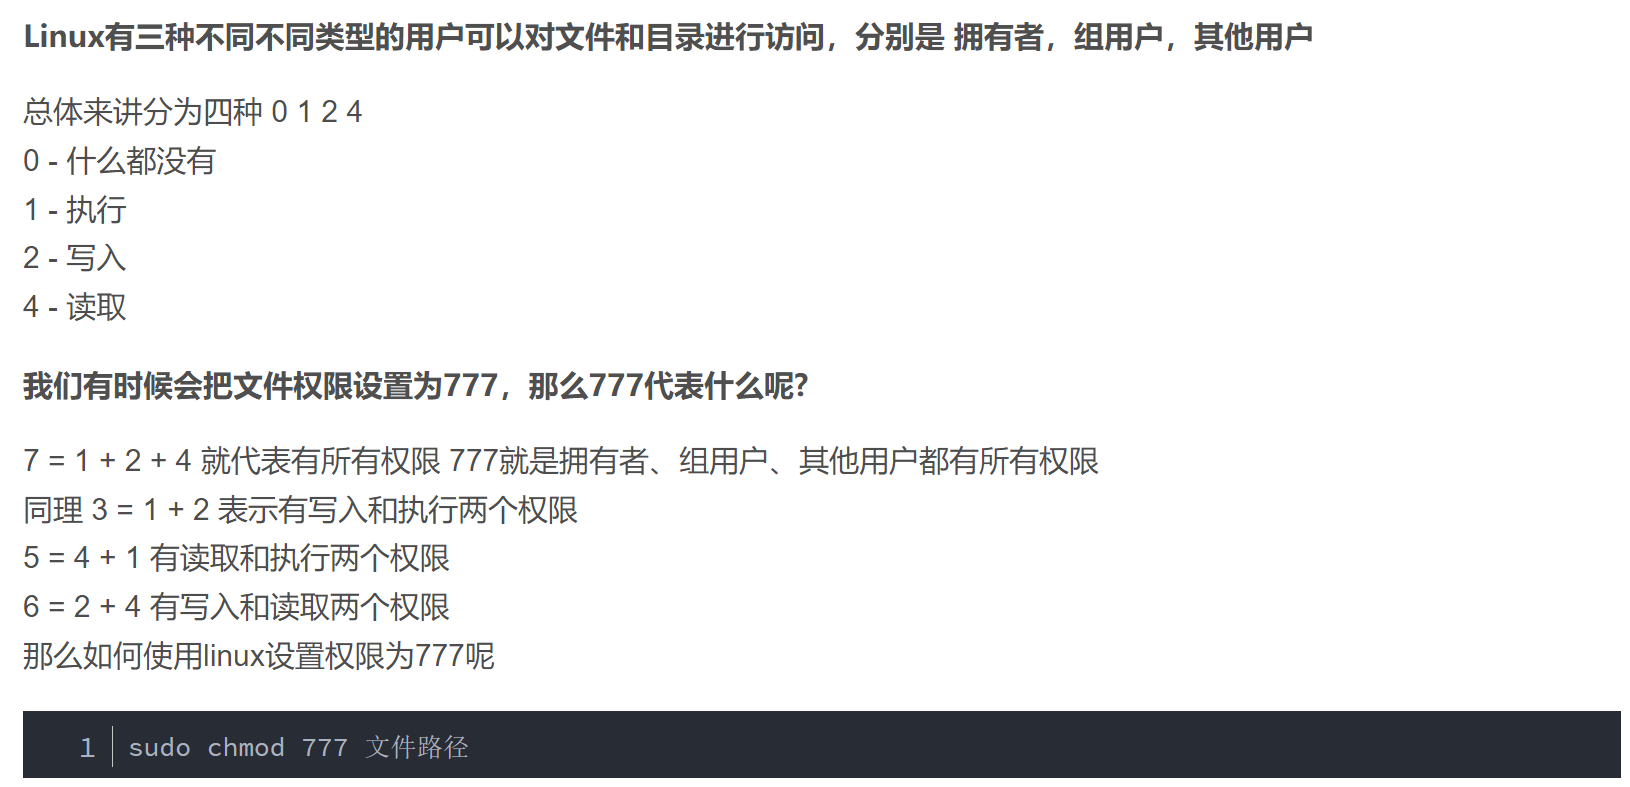 Linux有三种不同不同类型的用户可以对文件和目录进行访问，分别是 拥有者，组用户，其他用户
总体来讲分为四种 0 1 2 4
0 - 什么都没有
1 - 执行
2 - 写入
4 - 读取
我们有时候会把文件权限设置为777，那么777代表什么呢?
7 = 1 + 2 + 4 就代表有所有权限 777就是拥有者、组用户、其他用户都有所有权限
同理 3 = 1 + 2 表示有写入和执行两个权限
5 = 4 + 1 有读取和执行两个权限
6 = 2 + 4 有写入和读取两个权限
那么如何使用linux设置权限为777呢
1 sudo chmod 777 文件路径